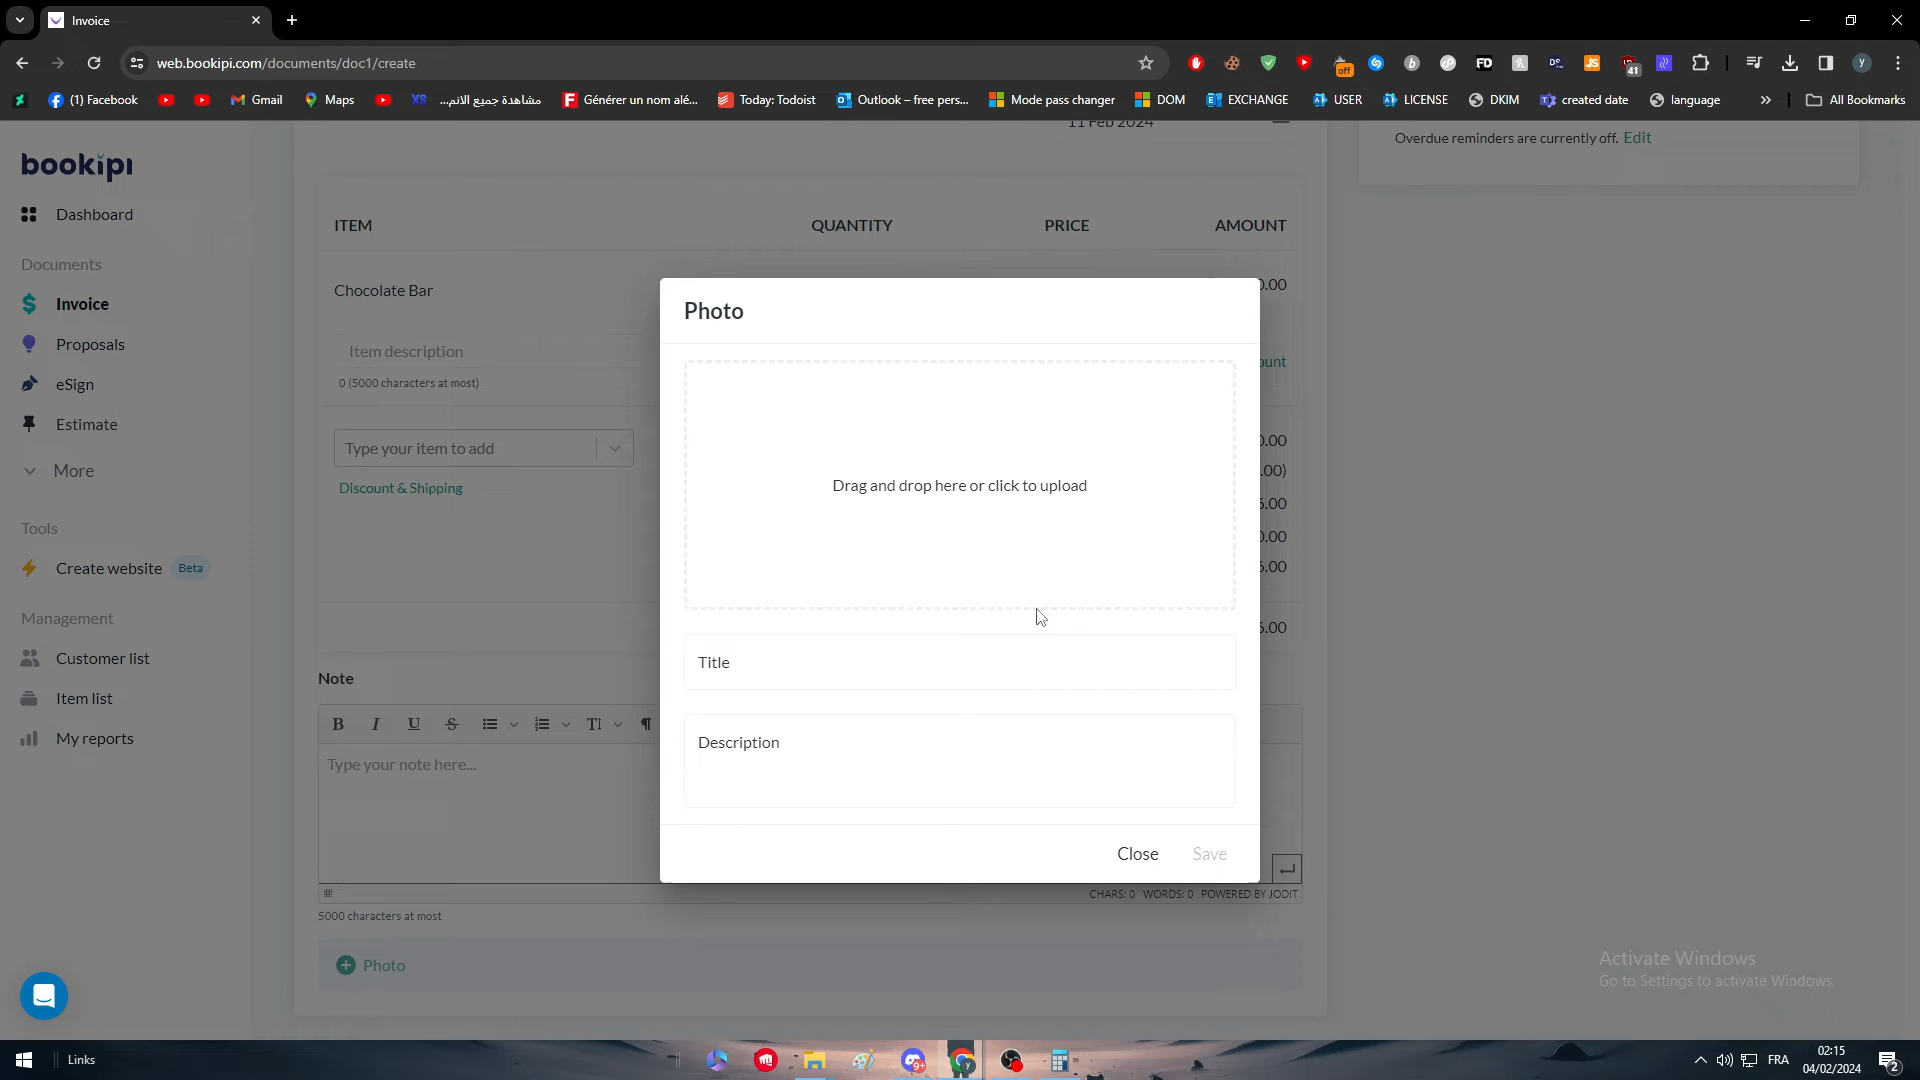 Invoice
web.bookipi.com/documents/doc1/create
off
41
(1) Facebook
Gmail
Maps
مشاهدة جميع الانم...
Générer un nom alé...
Today: Todoist
Outlook – free pers...
Mode pass changer
DOM
EXCHANGE
USER
LICENSE
DKIM
created date
language
All Bookmarks
bookipi
Dashboard
Documents
Invoice
Proposals
eSign
Estimate
More
Tools
Create website Beta
Management
Customer list
Item list
My reports
11 Feb 2024
Overdue reminders are currently off. Edit
ITEM QUANTITY PRICE AMOUNT
Chocolate Bar
Item description
0 (5000 characters at most)
Type your item to add
Discount & Shipping
Note
Type your note here...
CHARS: 0 WORDS: 0 POWERED BY JODIT
5000 characters at most
Photo
Photo
Drag and drop here or click to upload
Title
Description
Close Save
Activate Windows
Go to Settings to activate Windows.
Links
9+
FRA
02:15
04/02/2024
2